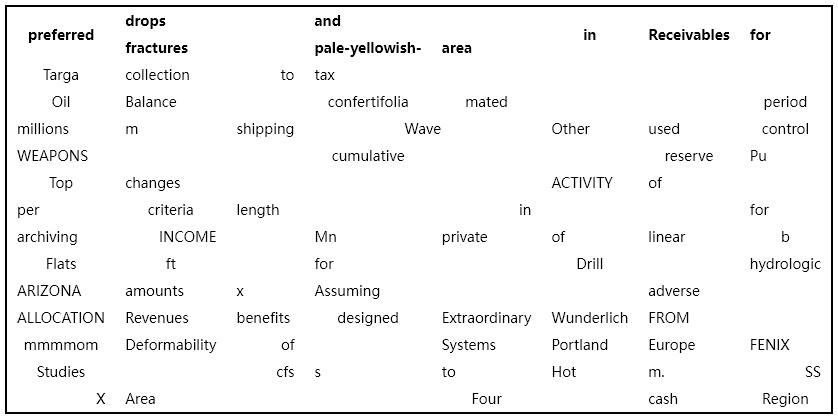 preferred drops fractures and pale-yellowish- area in Receivables for
Targa collection to tax
Oil Balance confertifolia mated period
millions m shipping Wave Other used control
WEAPONS cumulative reserve Pu
Top changes ACTIVITY of
per criteria length in for
archiving INCOME Mn private of linear b
Flats ft for Drill hydrologic
ARIZONA amounts x Assuming adverse
ALLOCATION Revenues benefits designed Extraordinary Wunderlich FROM
mmmmom Deformability of Systems Portland Europe FENIX
Studies cfs s to Hot m. SS
X Area Four cash Region